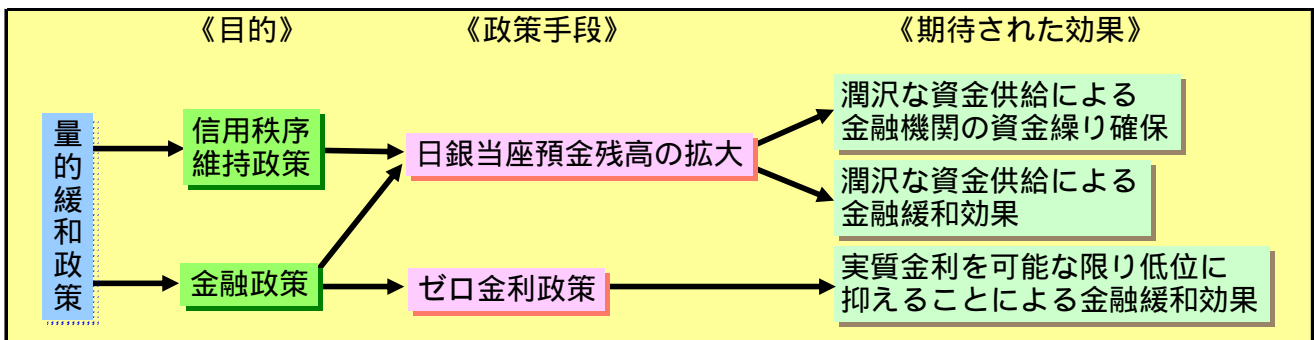 《目的》
《政策手段》
《期待された効果》
量的緩和政策
信用秩序
維持政策
日銀当座預金残高の拡大
潤沢な資金供給による
金融機関の資金繰り確保
潤沢な資金供給による
金融緩和効果
金融政策
ゼロ金利政策
実質金利を可能な限り低位に
抑えることによる金融緩和効果